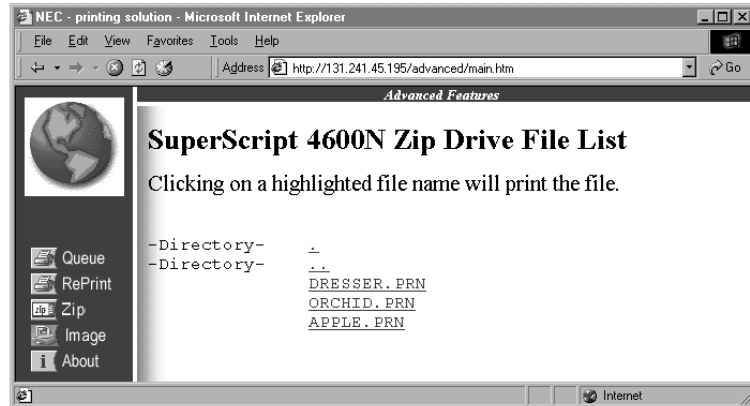 NEC - printing solution - Microsoft Internet Explorer
File Edit View Favorites Tools Help
Address http://131.241.45.195/advanced/main.htm Go
Advanced Features
SuperScript 4600N Zip Drive File List
Clicking on a highlighted file name will print the file.
-Directory- .
-Directory- ..
DRESSER.PRN
ORCHID.PRN
APPLE.PRN
Queue
RePrint
zip Zip
Image
i About
Internet